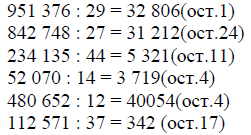 951 376 : 29 = 32 806(ост.1)
842 748 : 27 = 31 212(ост.24)
234 135 : 44 = 5 321(ост.11)
52 070 : 14 = 3 719(ост.4)
480 652 : 12 = 40054(ост.4)
112 571 : 37 = 342 (ост.17)